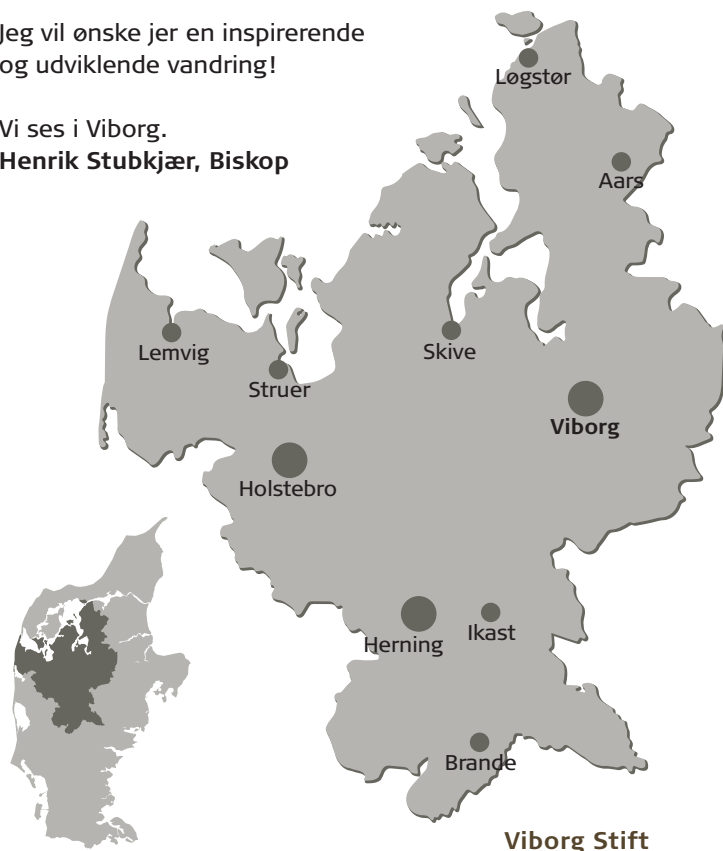 Jeg vil ønske jer en inspirerende
og udviklende vandring!
Vi ses i Viborg.
Henrik Stubkjær, Biskop
Løgstør
Aars
Lemvig
Skive
Struer
Viborg
Holstebro
Herning
Ikast
Brande
Viborg Stift